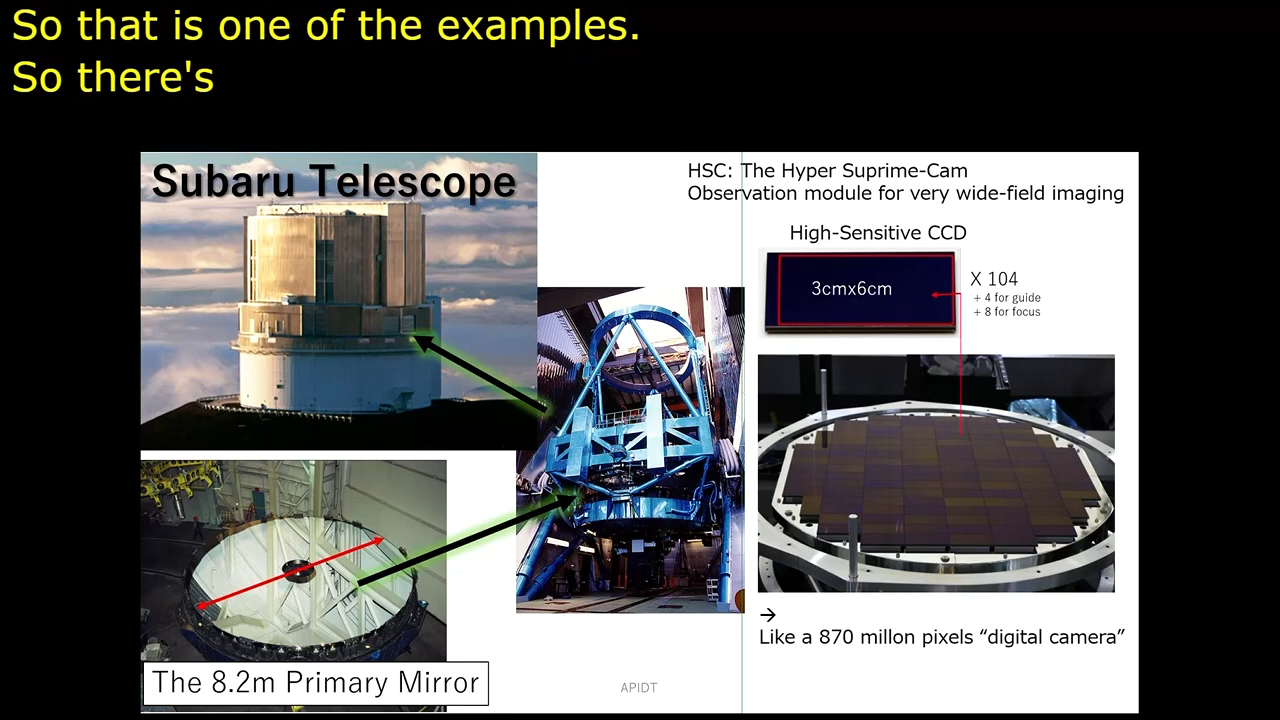 So that is one of the examples.
So there's
Subaru Telescope
HSC: The Hyper Suprime-Cam
Observation module for very wide-field imaging
High-Sensitive CCD
3cmx6cm
X 104
+ 4 for guide
+ 8 for focus
→
Like a 870 millon pixels “digital camera”
The 8.2m Primary Mirror
APIDT